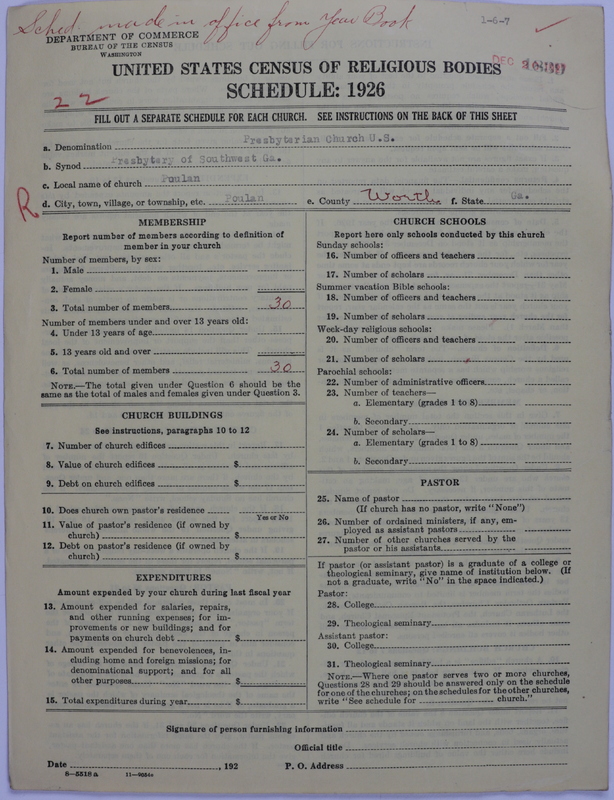 Sched. made in office from Year Book
1-6-7
DEPARTMENT OF COMMERCE
BUREAU OF THE CENSUS
WASHINGTON
DEC
UNITED STATES CENSUS OF RELIGIOUS BODIES
SCHEDULE: 1926
22
FILL OUT A SEPARATE SCHEDULE FOR EACH CHURCH. SEE INSTRUCTIONS ON THE BACK OF THIS SHEET
a. Denomination Presbyterian Church U.S.
b. Synod Presbytery of Southwest Ga.
c. Local name of church Poulan
R
d. City, town, village, or township, etc. Poulan e. County Worth f. State Ga.
MEMBERSHIP
Report number of members according to definition of
member in your church
Number of members, by sex:
1. Male
2. Female
3. Total number of members 30
Number of members under and over 13 years old:
4. Under 13 years of age
5. 13 years old and over
6. Total number of members 30
NOTE.—The total given under Question 6 should be the
same as the total of males and females given under Question 3.
CHURCH BUILDINGS
See instructions, paragraphs 10 to 12
7. Number of church edifices
8. Value of church edifices $
9. Debt on church edifices $
10. Does church own pastor's residence
Yes or No
11. Value of pastor's residence (if owned by
church) $
12. Debt on pastor's residence (if owned by
church) $
EXPENDITURES
Amount expended by your church during last fiscal year
13. Amount expended for salaries, repairs,
and other running expenses; for im-
provements or new buildings; and for
payments on church debt $
14. Amount expended for benevolences, in-
cluding home and foreign missions; for
denominational support; and for all
other purposes $
15. Total expenditures during year $
CHURCH SCHOOLS
Report here only schools conducted by this church
Sunday schools:
16. Number of officers and teachers
17. Number of scholars
Summer vacation Bible schools:
18. Number of officers and teachers
19. Number of scholars
Week-day religious schools:
20. Number of officers and teachers
21. Number of scholars
Parochial schools:
22. Number of administrative officers
23. Number of teachers—
a. Elementary (grades 1 to 8)
b. Secondary
24. Number of scholars—
a. Elementary (grades 1 to 8)
b. Secondary
PASTOR
25. Name of pastor
(If church has no pastor, write "None")
26. Number of ordained ministers, if any, em-
ployed as assistant pastors
27. Number of other churches served by the
pastor or his assistants
If pastor (or assistant pastor) is a graduate of a college or
theological seminary, give name of institution below. (If
not a graduate, write "No" in the space indicated.)
Pastor:
28. College
29. Theological seminary
Assistant pastor:
30. College
31. Theological seminary
NOTE.—Where one pastor serves two or more churches,
Questions 28 and 29 should be answered only on the schedule
for one of the churches; on the schedules for the other churches,
write "See schedule for church."
Signature of person furnishing information
Official title
Date , 192 P. O. Address
8—5518 a 11—9554a